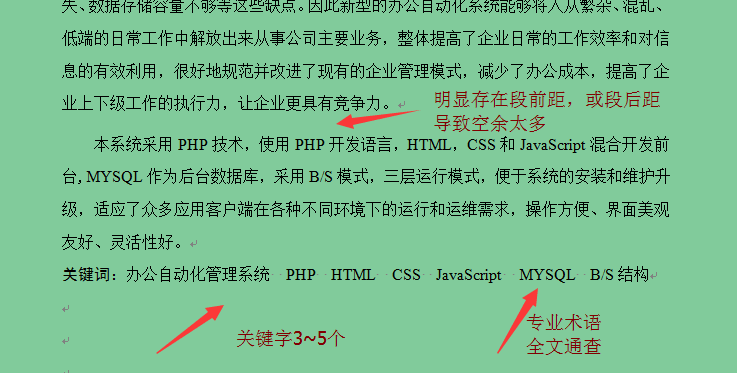 失、数据存储容量不够等这些缺点。因此新型的办公自动化系统能够将人从繁杂、混乱、
低端的日常工作中解放出来从事公司主要业务，整体提高了企业日常的工作效率和对信
息的有效利用，很好地规范并改进了现有的企业管理模式，减少了办公成本，提高了企
业上下级工作的执行力，让企业更具有竞争力。
明显存在段前距，或段后距
导致空余太多
本系统采用 PHP 技术，使用 PHP 开发语言，HTML，CSS 和 JavaScript 混合开发前
台, MYSQL 作为后台数据库，采用 B/S 模式，三层运行模式，便于系统的安装和维护升
级，适应了众多应用客户端在各种不同环境下的运行和运维需求，操作方便、界面美观
友好、灵活性好。
关键词：办公自动化管理系统 PHP HTML CSS JavaScript MYSQL B/S 结构
关键字3~5个
专业术语
全文通查